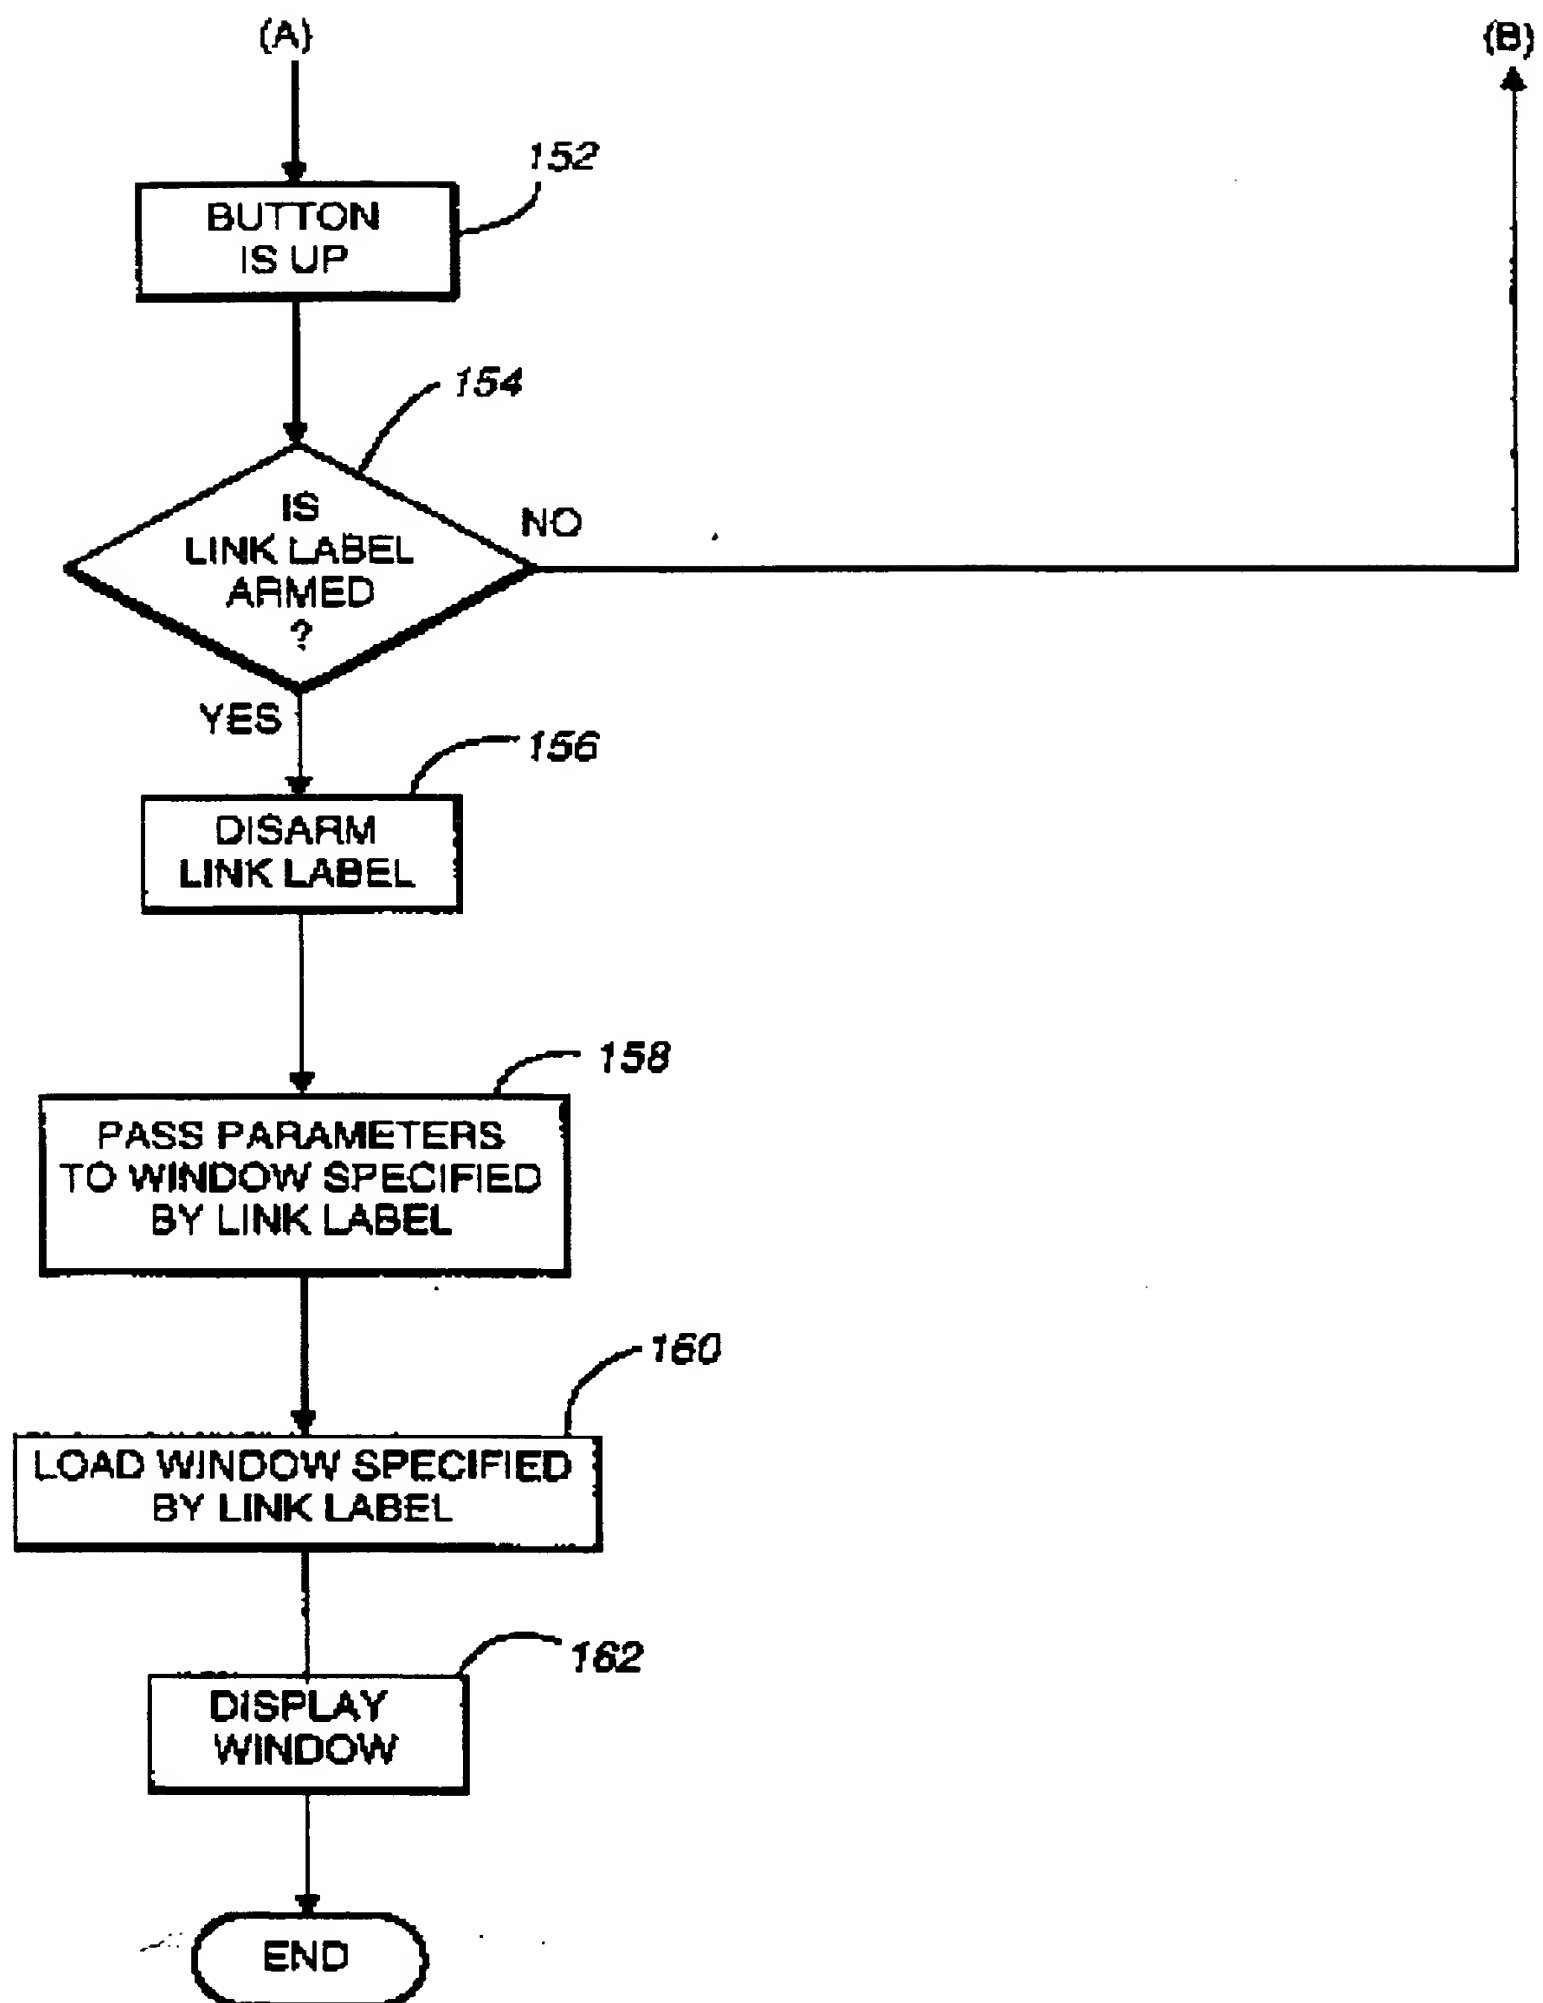 (A)
(B)
152
BUTTON
IS UP
154
IS
LINK LABEL
ARMED
?
NO
YES
156
DISARM
LINK LABEL
158
PASS PARAMETERS
TO WINDOW SPECIFIED
BY LINK LABEL
160
LOAD WINDOW SPECIFIED
BY LINK LABEL
162
DISPLAY
WINDOW
END